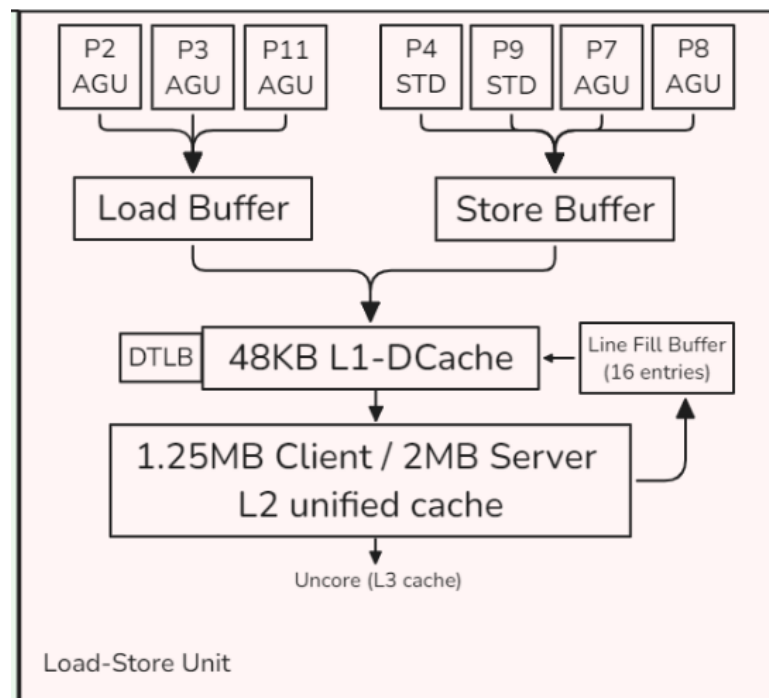 P2
AGU
P3
AGU
P11
AGU
P4
STD
P9
STD
P7
AGU
P8
AGU
Load Buffer
Store Buffer
DTLB
48KB L1-DCache
Line Fill Buffer
(16 entries)
1.25MB Client / 2MB Server
L2 unified cache
Uncore (L3 cache)
Load-Store Unit